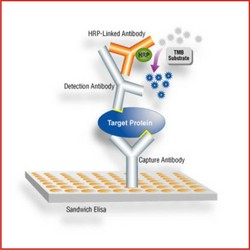 HRP-Linked Antibody
HRP
TMB
Substrate
Detection Antibody
Target Protein
Capture Antibody
Sandwich Elisa